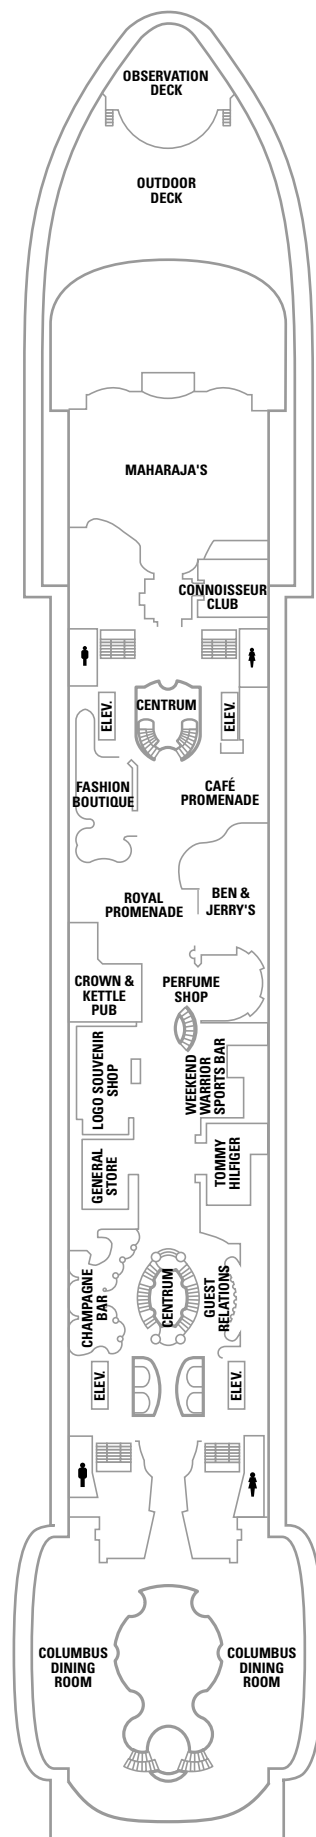 OBSERVATION
DECK
OUTDOOR
DECK
MAHARAJA'S
CONNOISSEUR
CLUB
ELEV.
CENTRUM
ELEV.
FASHION
BOUTIQUE
CAFÉ
PROMENADE
ROYAL
PROMENADE
BEN &
JERRY'S
CROWN &
KETTLE
PUB
PERFUME
SHOP
LOGO SOUVENIR
SHOP
WEEKEND
WARRIOR
SPORTS BAR
GENERAL
STORE
TOMMY
HILFIGER
CHAMPAGNE
BAR
CENTRUM
GUEST
RELATIONS
ELEV.
ELEV.
COLUMBUS
DINING
ROOM
COLUMBUS
DINING
ROOM